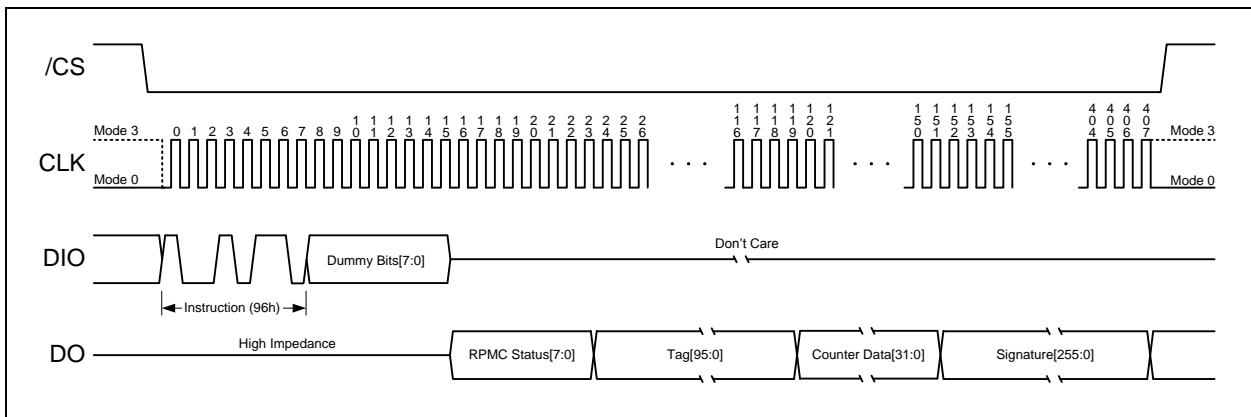 /CS
0 1 2 3 4 5 6 7 8 9 10 11 12 13 14 15 16 17 18 19 20 21 22 23 24 25 26 116 117 118 119 120 121 150 151 152 153 154 155 404 405 406 407
Mode 3 Mode 3
CLK . . . . . . . . .
Mode 0 Mode 0
DIO Dummy Bits[7:0] Don't Care
Instruction (96h)
DO High Impedance RPMC Status[7:0] Tag[95:0] Counter Data[31:0] Signature[255:0]